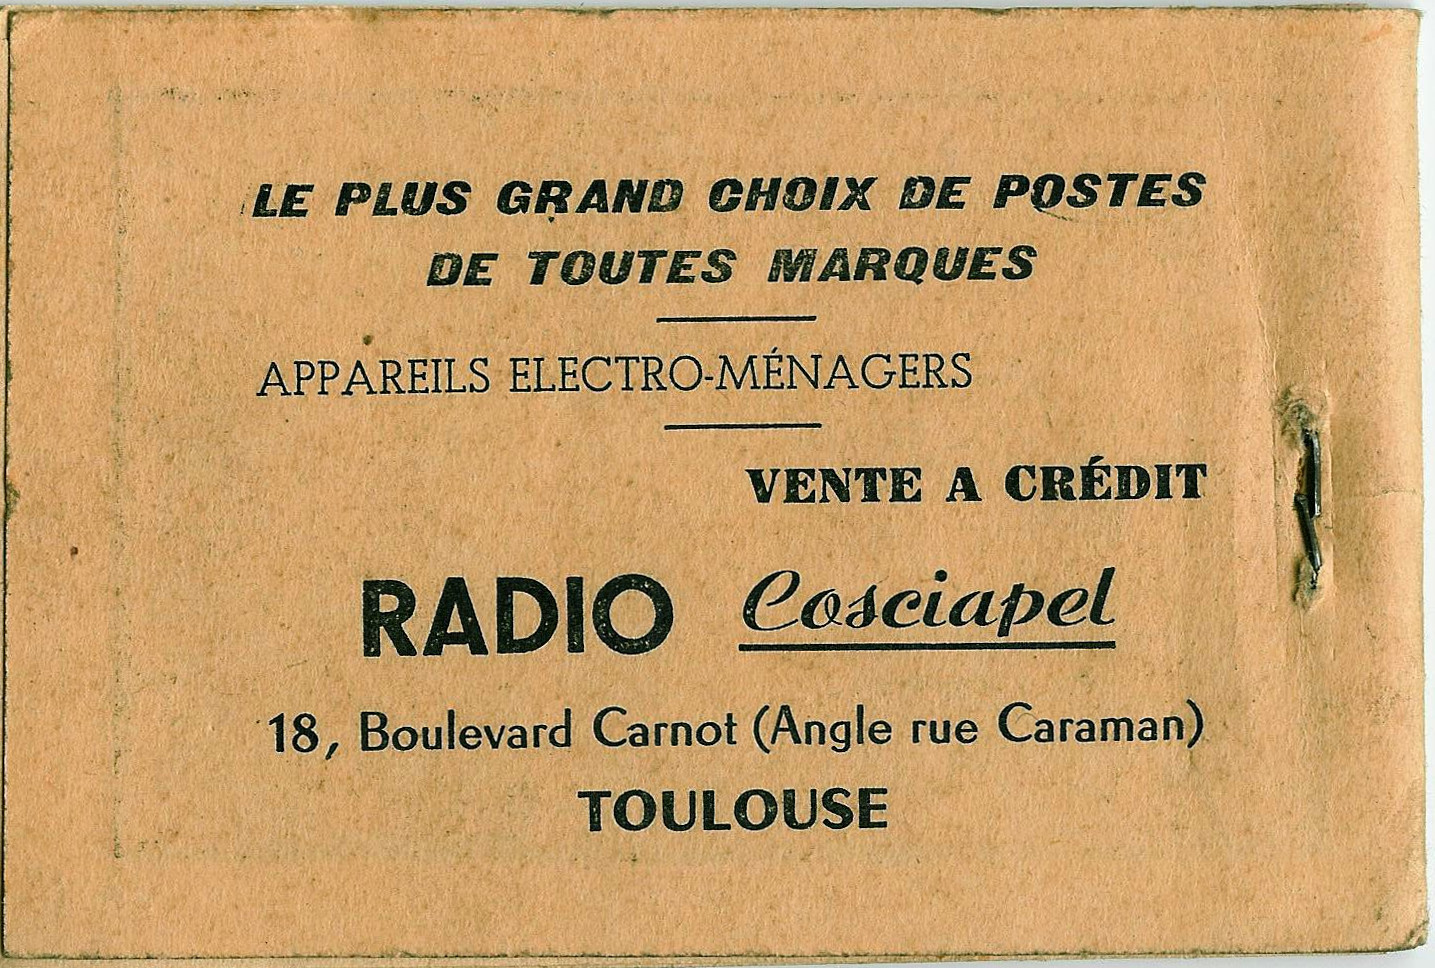 LE PLUS GRAND CHOIX DE POSTES
DE TOUTES MARQUES
APPAREILS ELECTRO-MÉNAGERS
VENTE A CRÉDIT
RADIO Cosciapel
18, Boulevard Carnot (Angle rue Caraman)
TOULOUSE